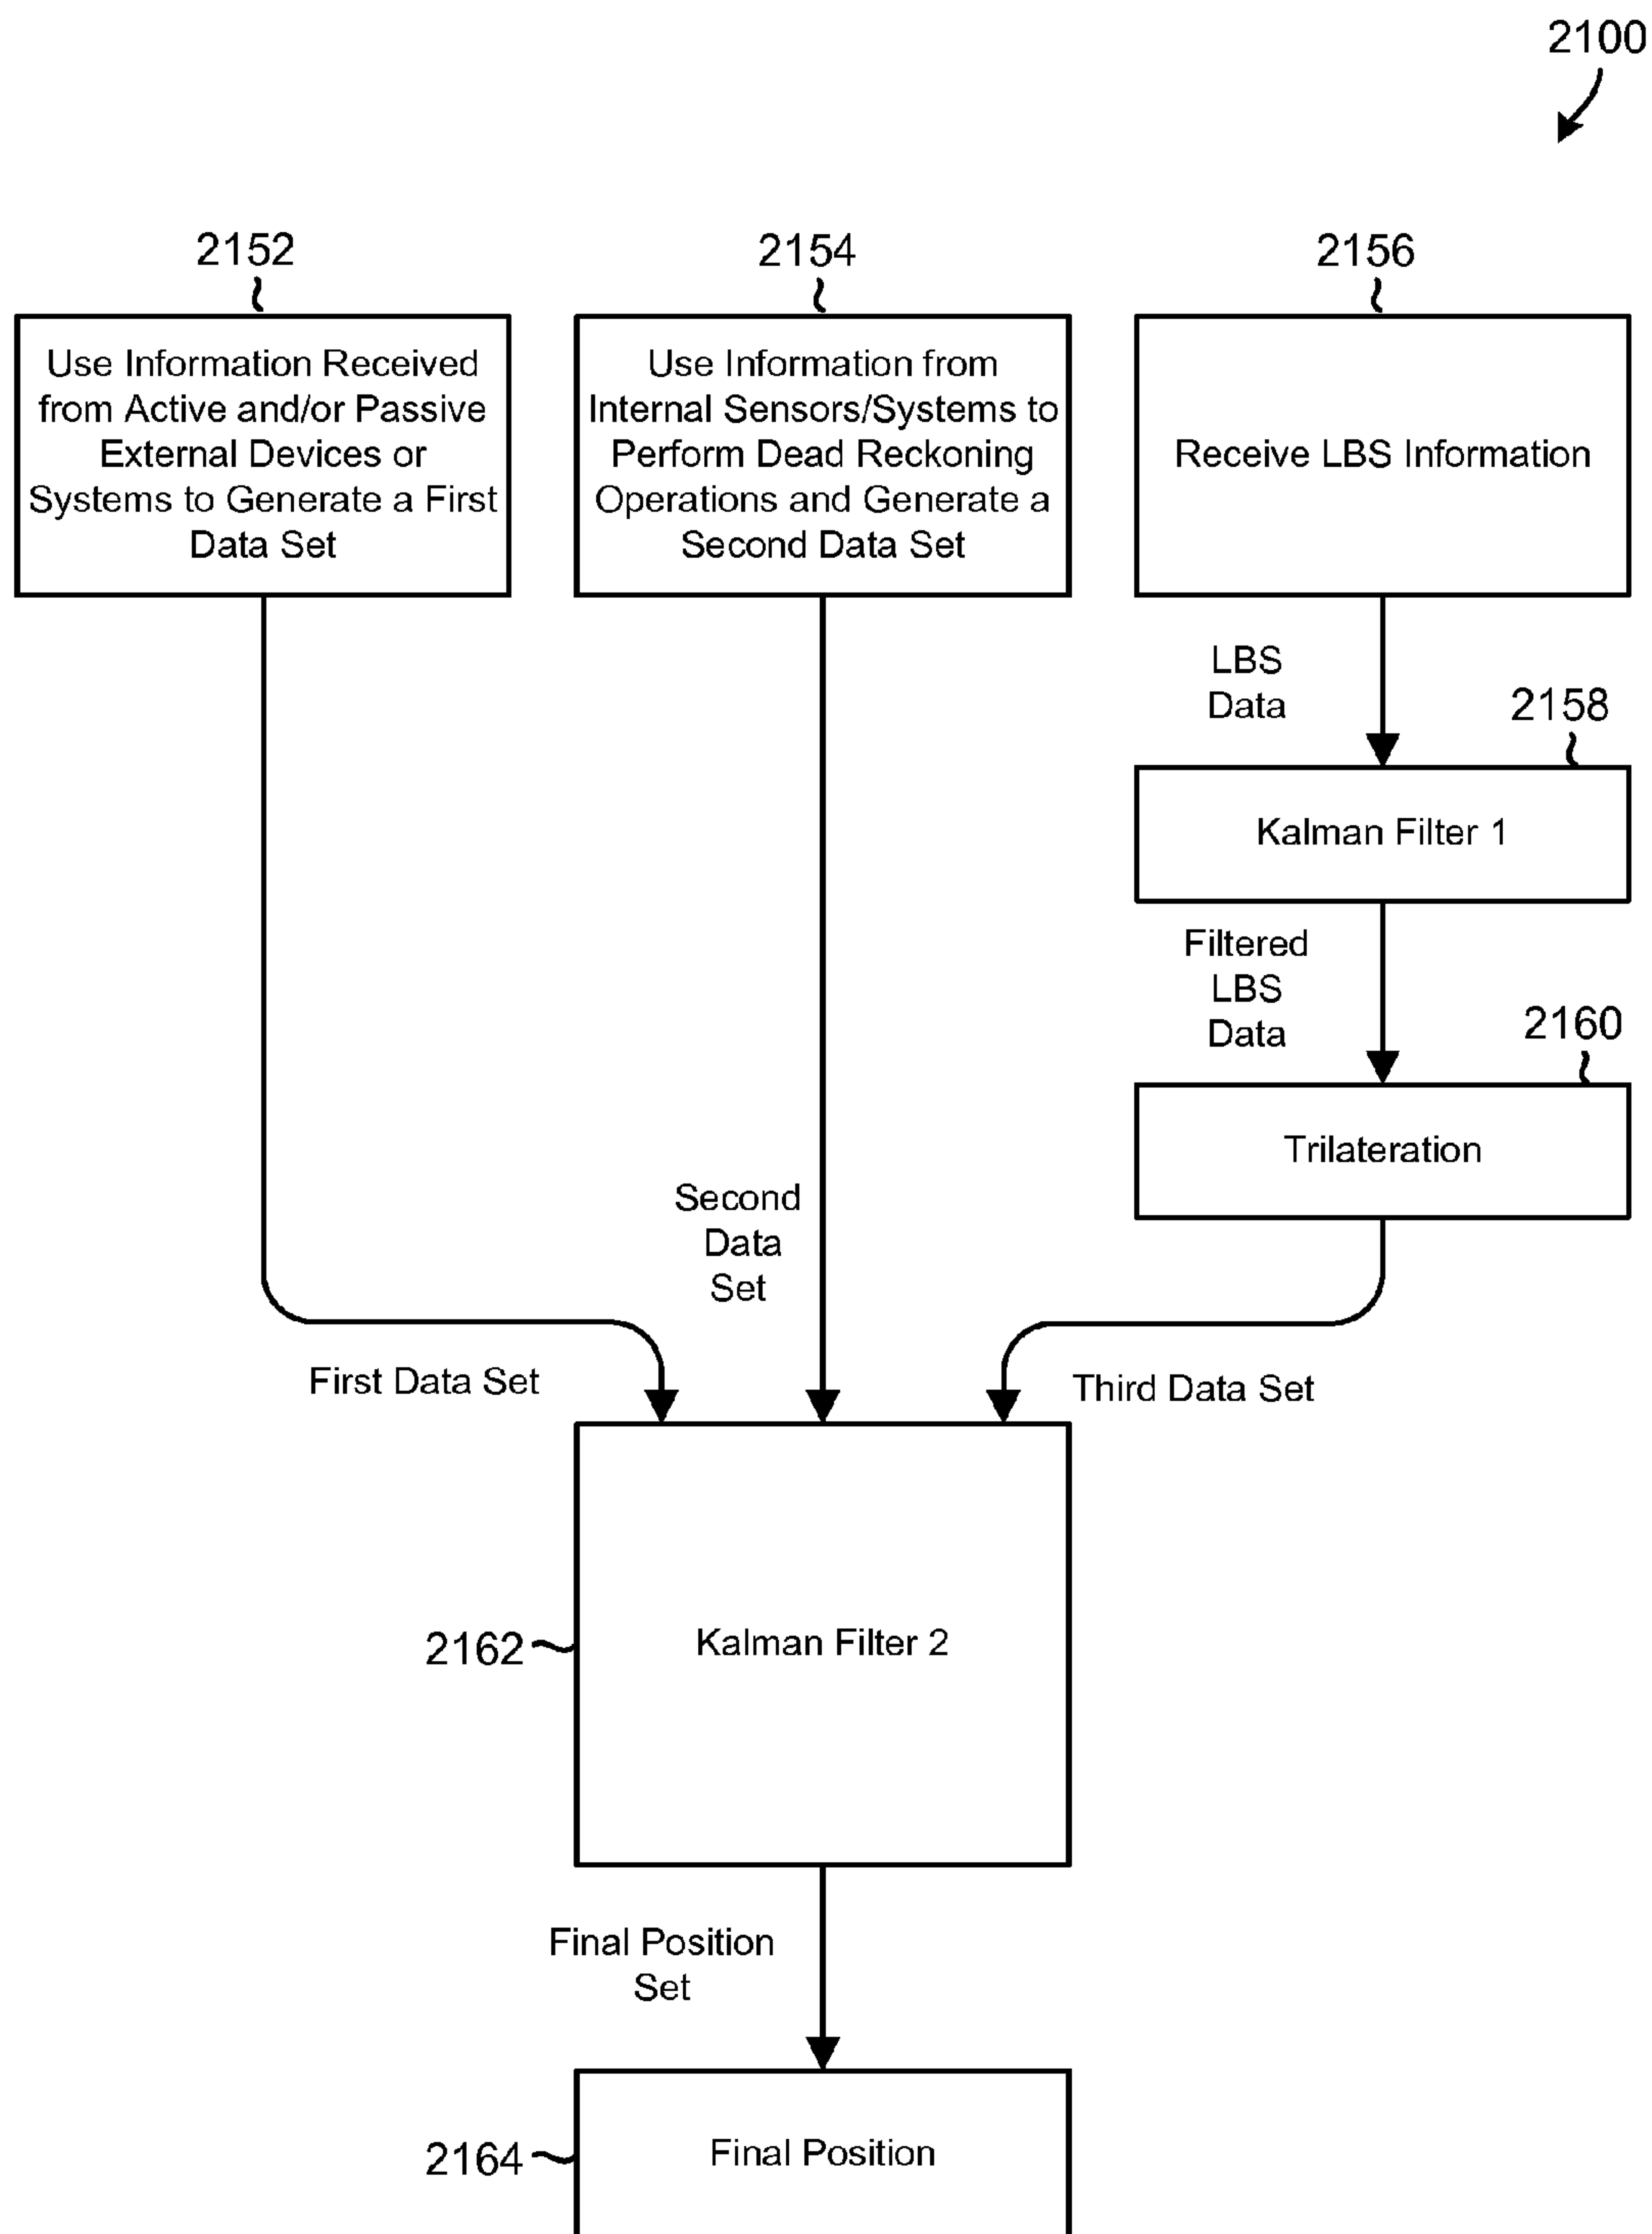 2100
2152
2154
2156
Use Information Received
from Active and/or Passive
External Devices or
Systems to Generate a First
Data Set
Use Information from
Internal Sensors/Systems to
Perform Dead Reckoning
Operations and Generate a
Second Data Set
Receive LBS Information
LBS
Data
2158
Kalman Filter 1
Filtered
LBS
Data
2160
Trilateration
Second
Data
Set
First Data Set
Third Data Set
2162
Kalman Filter 2
Final Position
Set
2164
Final Position